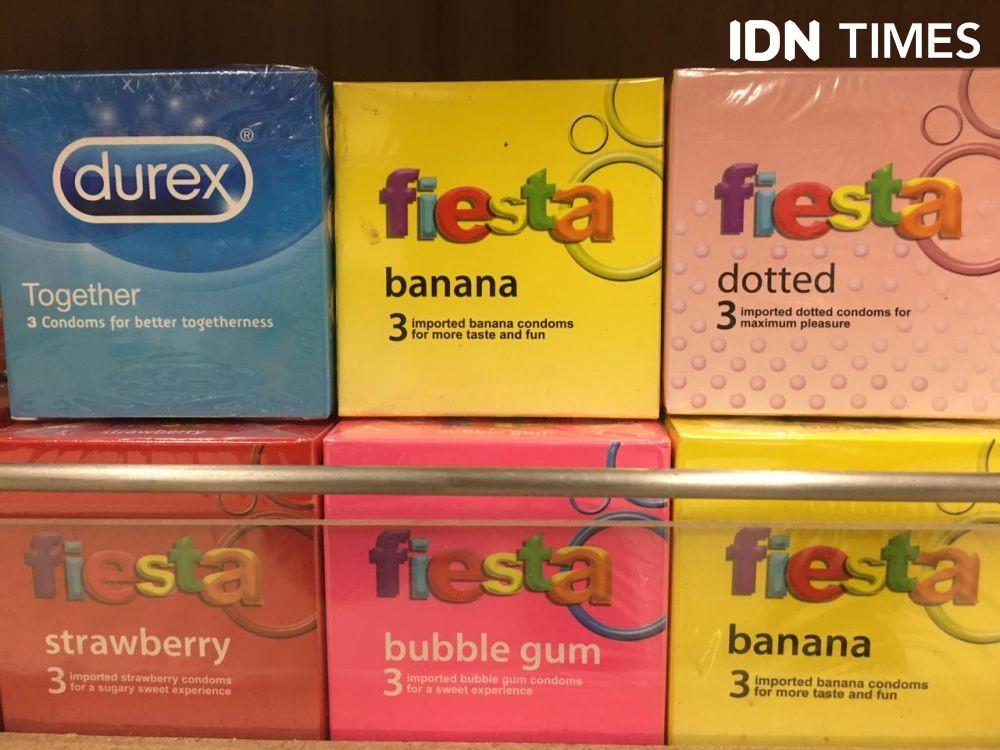 IDN TIMES
durex®
Together
3 Condoms for better togetherness
fiesta
banana
3 imported banana condoms
for more taste and fun
fiesta
dotted
3 imported dotted condoms for
maximum pleasure
strawberry
bubble gum
fiesta
strawberry
3 imported strawberry condoms
for a sugary sweet experience
fiesta
bubble gum
3 imported bubble gum condoms
for a sweet experience
fiesta
banana
3 imported banana condoms
for more taste and fun